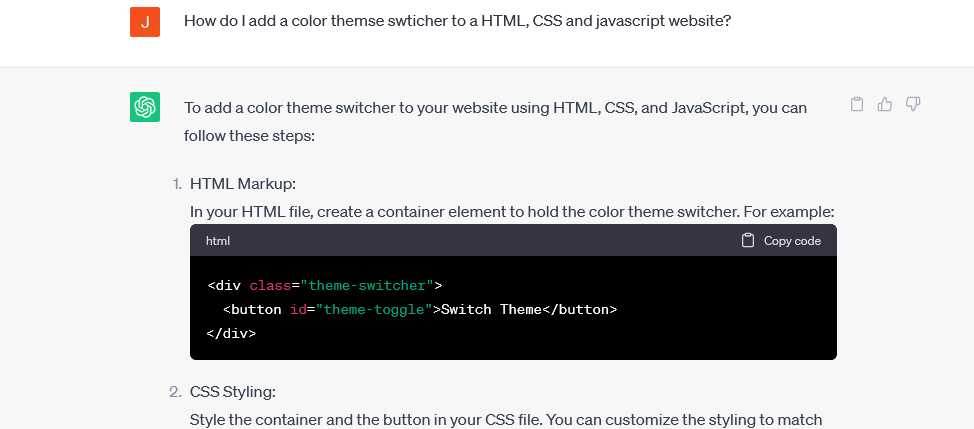 J How do I add a color themse swticher to a HTML, CSS and javascript website?
To add a color theme switcher to your website using HTML, CSS, and JavaScript, you can
follow these steps:
1. HTML Markup:
In your HTML file, create a container element to hold the color theme switcher. For example:
html Copy code
<div class="theme-switcher">
  <button id="theme-toggle">Switch Theme</button>
</div>
2. CSS Styling:
Style the container and the button in your CSS file. You can customize the styling to match